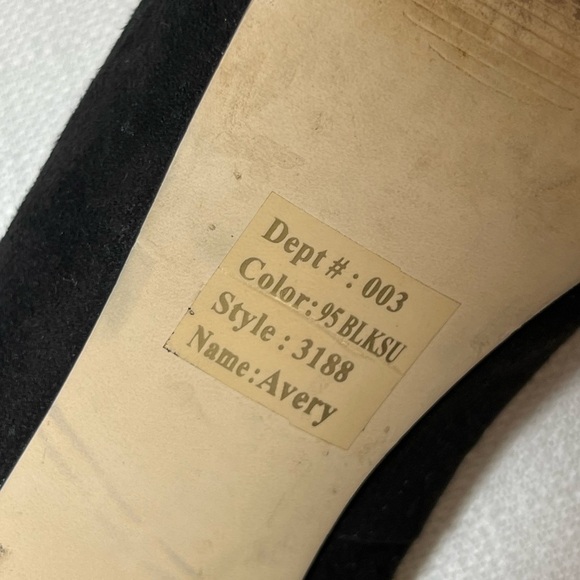 Dept #: 003
Color: 95 BLKSU
Style : 3188
Name: Avery